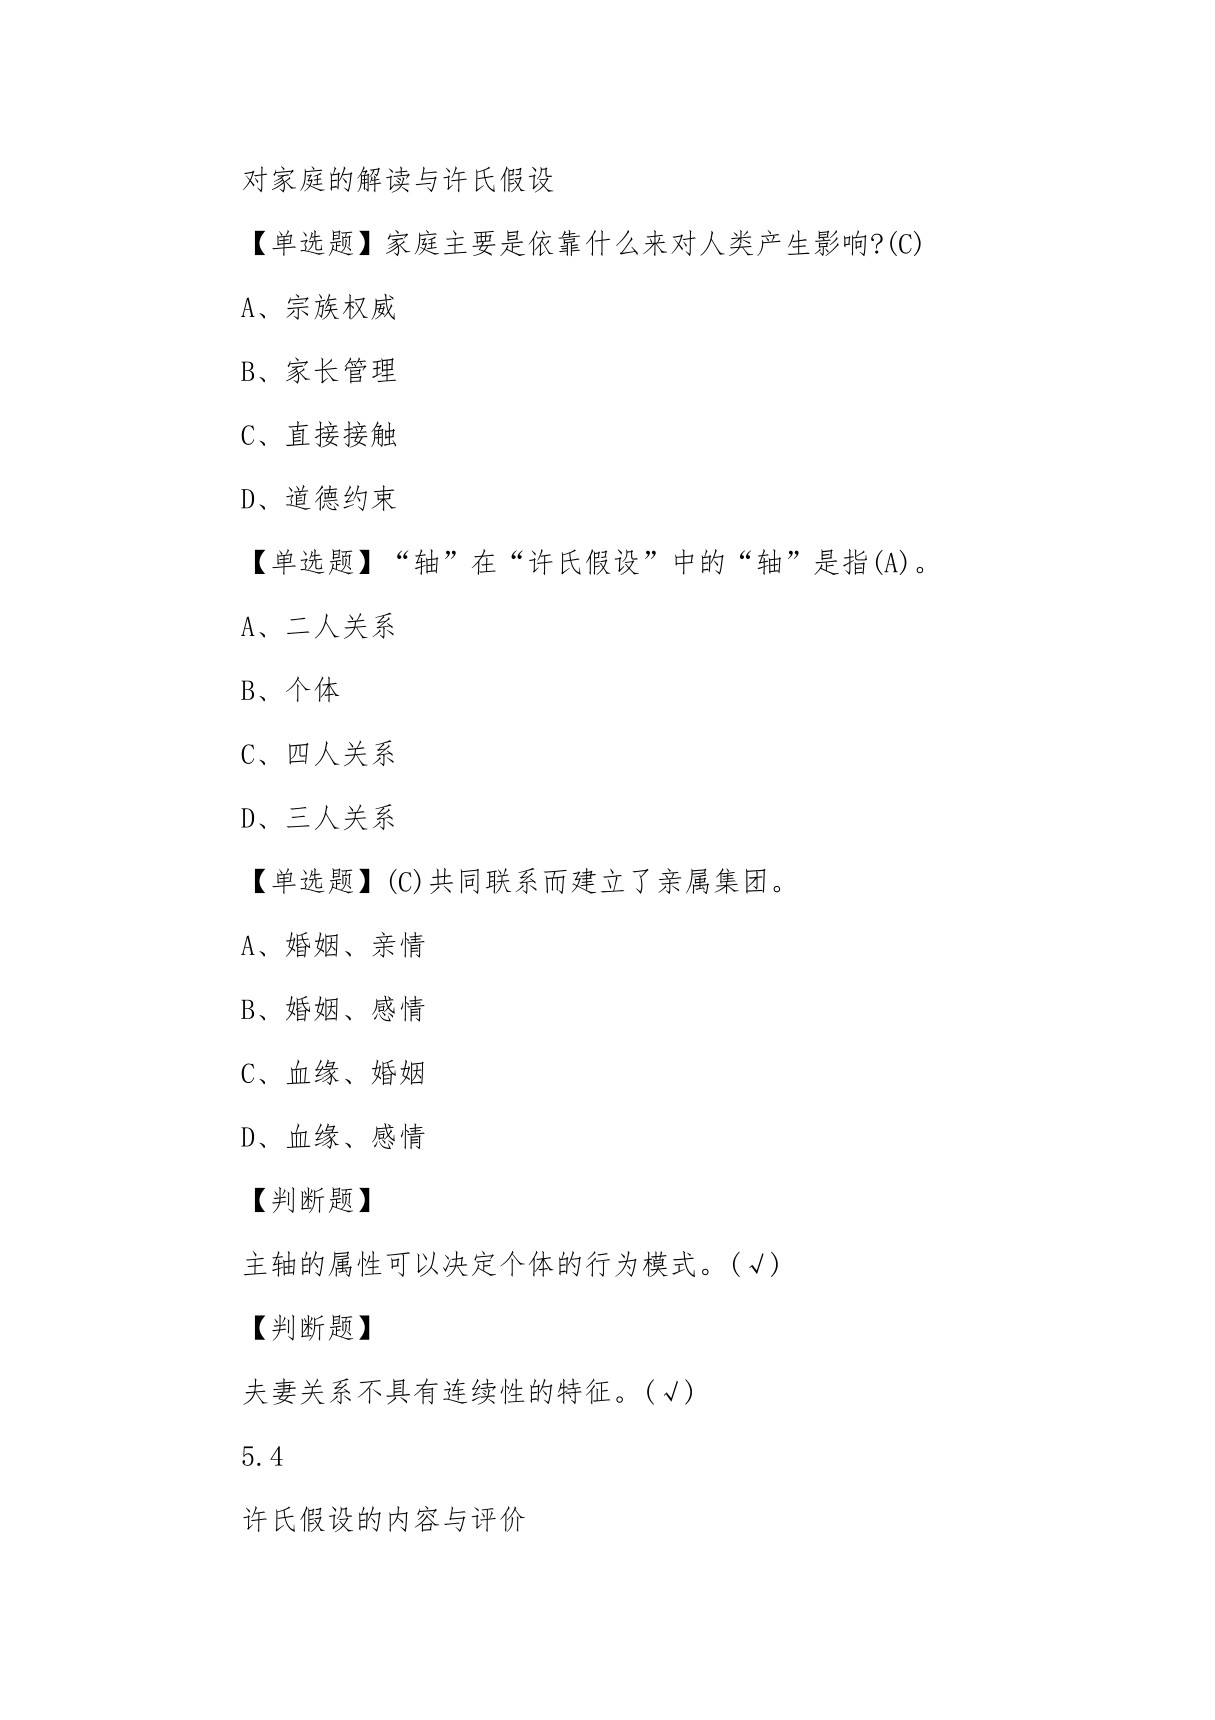 对家庭的解读与许氏假设
【单选题】家庭主要是依靠什么来对人类产生影响?(C)
A、宗族权威
B、家长管理
C、直接接触
D、道德约束
【单选题】“轴”在“许氏假设”中的“轴”是指(A)。
A、二人关系
B、个体
C、四人关系
D、三人关系
【单选题】(C)共同联系而建立了亲属集团。
A、婚姻、亲情
B、婚姻、感情
C、血缘、婚姻
D、血缘、感情
【判断题】
主轴的属性可以决定个体的行为模式。(√)
【判断题】
夫妻关系不具有连续性的特征。(√)
5.4
许氏假设的内容与评价